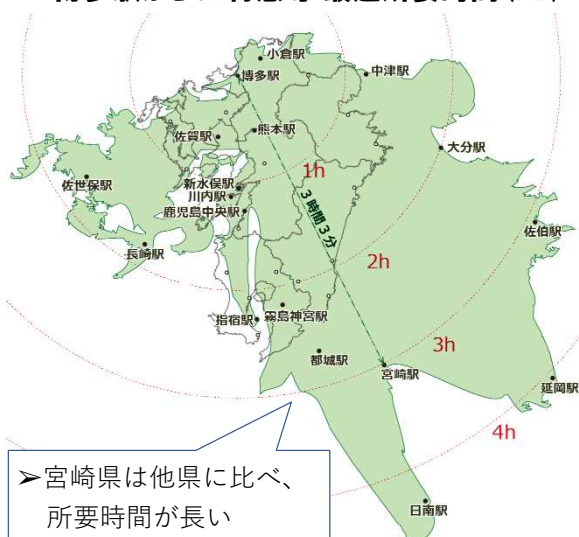 小倉駅
博多駅
中津駅
熊本駅
佐賀駅
大分駅
1h
佐世保駅
新水俣駅
川内駅
3時間3分
鹿児島中央駅
佐伯駅
長崎駅
2h
指宿駅
霧島神宮駅
3h
都城駅
宮崎駅
延岡駅
4h
➢宮崎県は他県に比べ、
所要時間が長い
日南駅